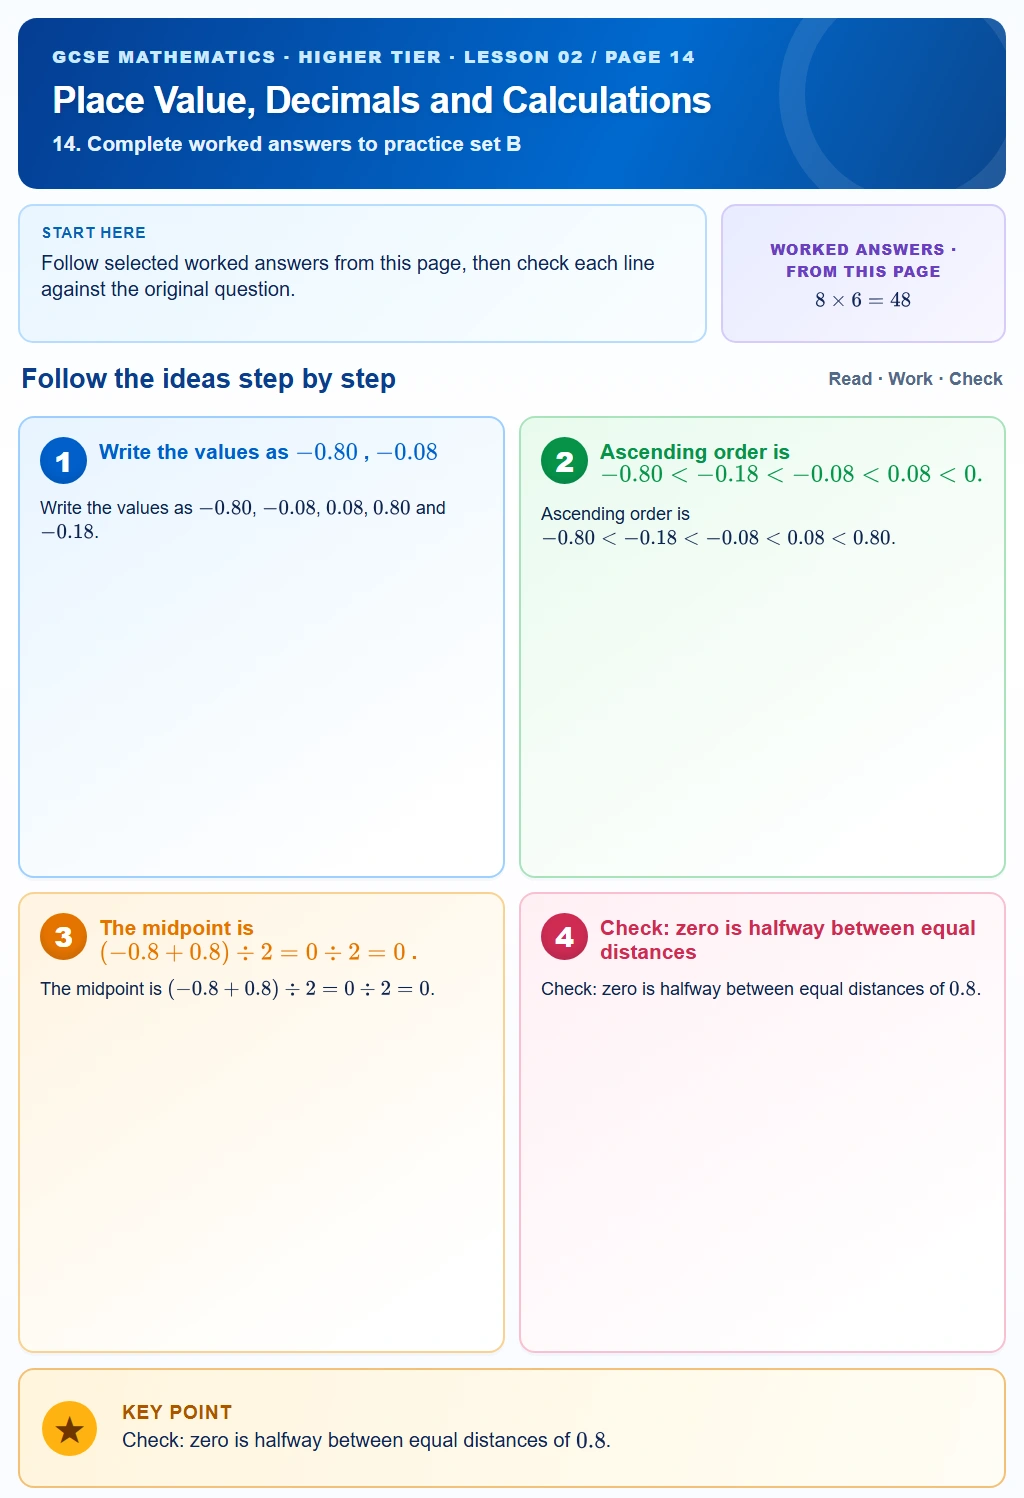 GCSE MATHEMATICS · HIGHER TIER · LESSON 02 / PAGE 14
Place Value, Decimals and Calculations
14. Complete worked answers to practice set B
START HERE
Follow selected worked answers from this page, then check each line
against the original question.
WORKED ANSWERS ·
FROM THIS PAGE
8 × 6 = 48
Follow the ideas step by step
Read · Work · Check
1
Write the values as −0.80 , −0.08
Write the values as −0.80, −0.08, 0.08, 0.80 and
−0.18.
2
Ascending order is
−0.80 < −0.18 < −0.08 < 0.08 < 0.
Ascending order is
−0.80 < −0.18 < −0.08 < 0.08 < 0.80.
3
The midpoint is
(−0.8 + 0.8) ÷ 2 = 0 ÷ 2 = 0 .
The midpoint is (−0.8 + 0.8) ÷ 2 = 0 ÷ 2 = 0.
4
Check: zero is halfway between equal
distances
Check: zero is halfway between equal distances of 0.8.
KEY POINT
Check: zero is halfway between equal distances of 0.8.